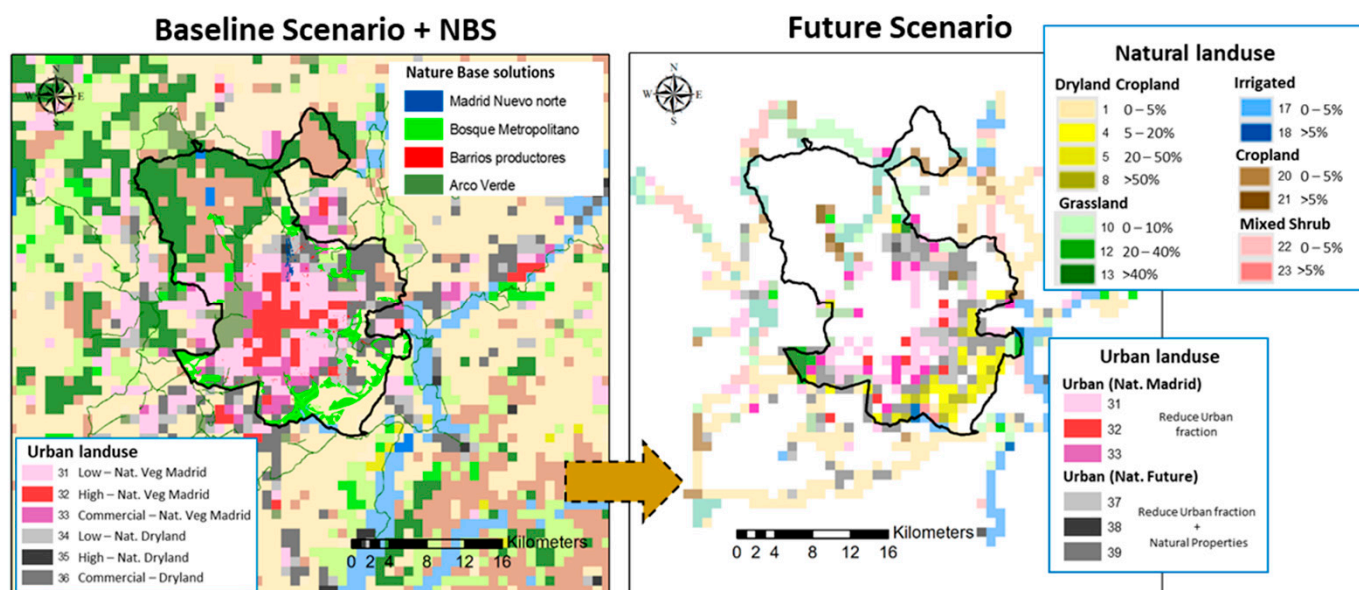 Baseline Scenario + NBS
N
W E
S
Nature Base solutions
Madrid Nuevo norte
Bosque Metropolitano
Barrios productores
Arco Verde
Urban landuse
31 Low – Nat. Veg Madrid
32 High – Nat. Veg Madrid
33 Commercial – Nat. Veg Madrid
34 Low – Nat. Dryland
35 High – Nat. Dryland
36 Commercial – Dryland
Kilometers
0 2 4 8 12 16
Future Scenario
N
W E
S
Kilometers
0 1 2 4 8 12 16
Natural landuse
Dryland Cropland
1 0 – 5%
4 5 – 20%
5 20 – 50%
8 >50%
Grassland
10 0 – 10%
12 20 – 40%
13 >40%
Irrigated
17 0 – 5%
18 >5%
Cropland
20 0 – 5%
21 >5%
Mixed Shrub
22 0 – 5%
23 >5%
Urban landuse
Urban (Nat. Madrid)
31
32
33
Reduce Urban
fraction
Urban (Nat. Future)
37
38
39
Reduce Urban fraction
+
Natural Properties